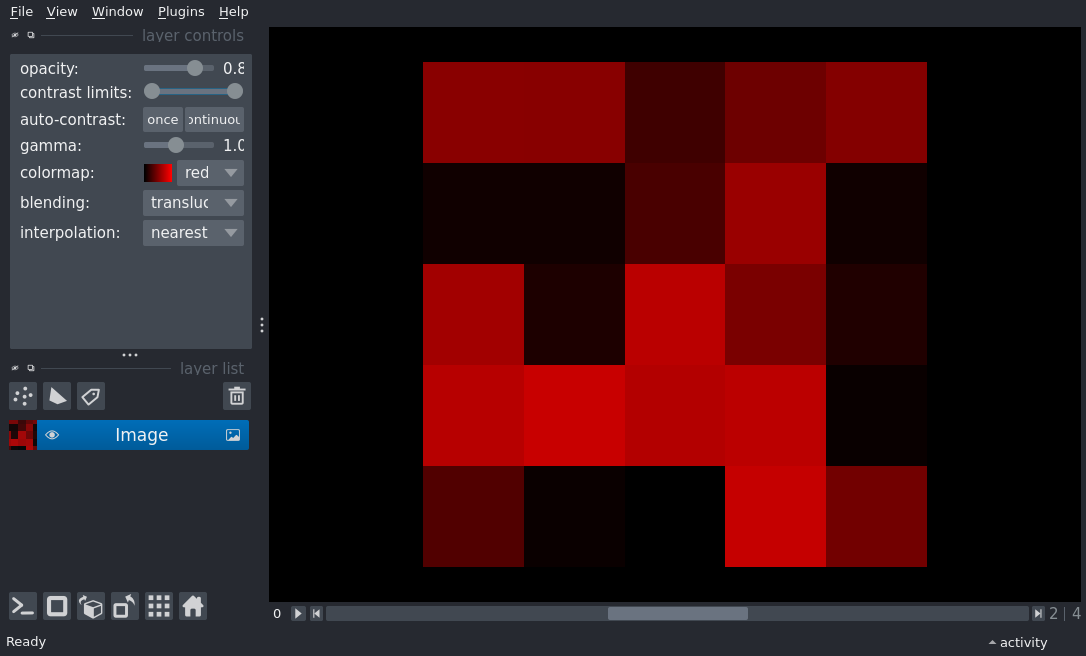 File View Window Plugins Help
layer controls
opacity: 0.8
contrast limits:
auto-contrast: once ontinuou
gamma: 1.0
colormap: red
blending: transluc
interpolation: nearest
layer list
Image
0 2 | 4
Ready
activity